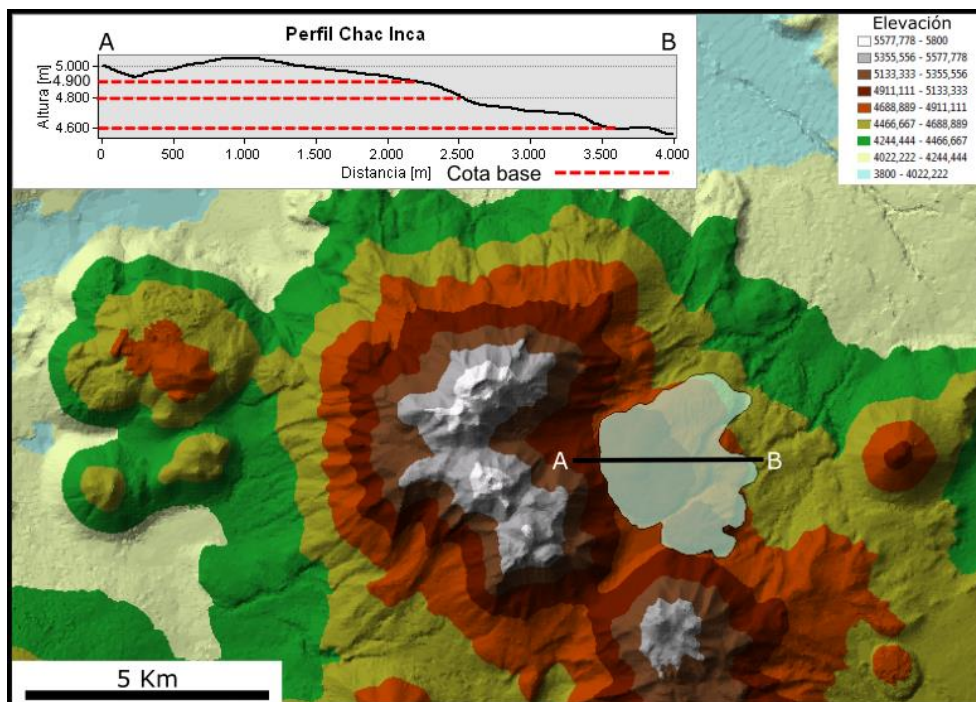 A
Perfil Chac Inca
B
Altura [m]
5.000
4.900
4.800
4.600
0
500
1.000
1.500
2.000
2.500
3.000
3.500
4.000
Distancia [m]
Cota base
Elevación
5577,778 - 5800
5355,556 - 5577,778
5133,333 - 5355,556
4911,111 - 5133,333
4688,889 - 4911,111
4466,667 - 4688,889
4244,444 - 4466,667
4022,222 - 4244,444
3800 - 4022,222
A
B
5 Km